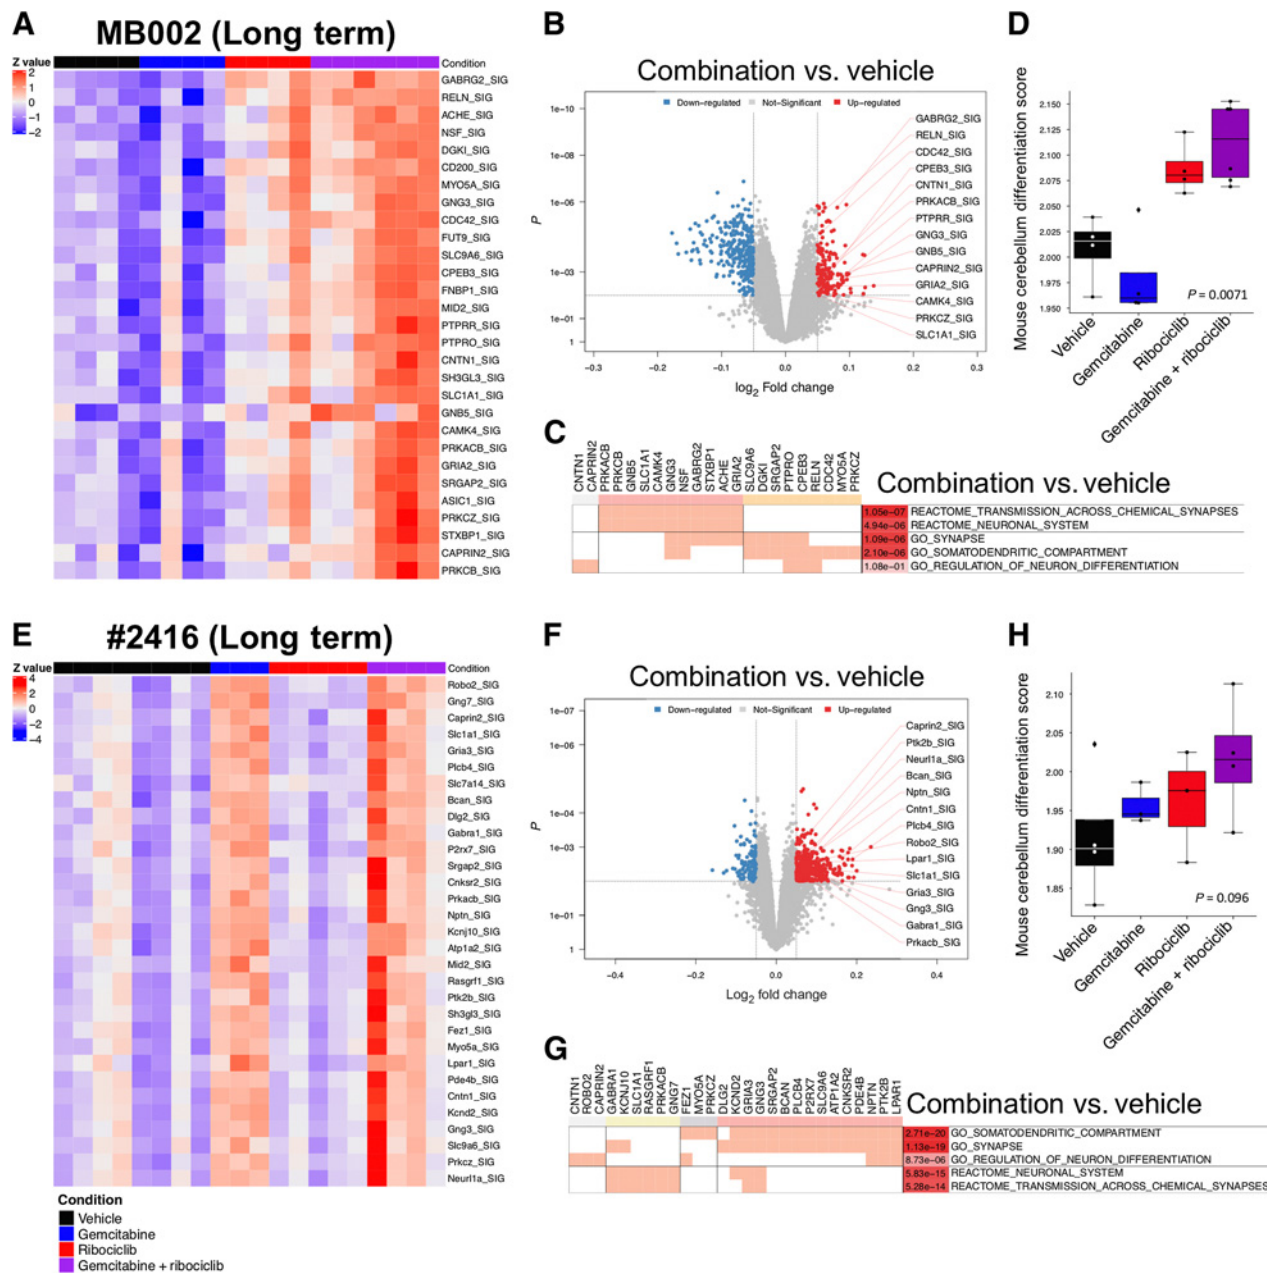 A
MB002 (Long term)
Z value
2
1
0
−1
−2
Condition
GABRG2_SIG
RELN_SIG
ACHE_SIG
NSF_SIG
DGKI_SIG
CD200_SIG
MYO5A_SIG
GNG3_SIG
CDC42_SIG
FUT9_SIG
SLC9A6_SIG
CPEB3_SIG
FNBP1_SIG
MID2_SIG
PTPRR_SIG
PTPRO_SIG
CNTN1_SIG
SH3GL3_SIG
SLC1A1_SIG
GNB5_SIG
CAMK4_SIG
PRKACB_SIG
GRIA2_SIG
SRGAP2_SIG
ASIC1_SIG
PRKCZ_SIG
STXBP1_SIG
CAPRIN2_SIG
PRKCB_SIG
B
Combination vs. vehicle
Down-regulated Not-Significant Up-regulated
1e-10
1e-08
1e-06
1e-03
1e-01
1
P
−0.3 −0.2 −0.1 0.0 0.1 0.2 0.3
log2 Fold change
GABRG2_SIG
RELN_SIG
CDC42_SIG
CPEB3_SIG
CNTN1_SIG
PRKACB_SIG
PTPRR_SIG
GNG3_SIG
GNB5_SIG
CAPRIN2_SIG
GRIA2_SIG
CAMK4_SIG
PRKCZ_SIG
SLC1A1_SIG
C
CNTN1
CAPRIN2
PRKACB
PRKCB
GNB5
SLC1A1
CAMK4
GNG3
NSF
GABRG2
STXBP1
ACHE
GRIA2
SLC9A6
DGKI
SRGAP2
PTPRO
CPEB3
RELN
CDC42
MYO5A
PRKCZ
Combination vs. vehicle
1.05e−07 REACTOME_TRANSMISSION_ACROSS_CHEMICAL_SYNAPSES
4.94e−06 REACTOME_NEURONAL_SYSTEM
1.09e−06 GO_SYNAPSE
2.10e−06 GO_SOMATODENDRITIC_COMPARTMENT
1.08e−01 GO_REGULATION_OF_NEURON_DIFFERENTIATION
D
Mouse cerebellum differentiation score
2.150
2.125
2.100
2.075
2.050
2.025
2.000
1.975
1.950
P = 0.0071
Vehicle
Gemcitabine
Ribociclib
Gemcitabine + ribociclib
E
#2416 (Long term)
Z value
4
2
0
−2
−4
Condition
Robo2_SIG
Gng7_SIG
Caprin2_SIG
Slc1a1_SIG
Gria3_SIG
Plcb4_SIG
Slc7a14_SIG
Bcan_SIG
Dlg2_SIG
Gabra1_SIG
P2rx7_SIG
Srgap2_SIG
Cnksr2_SIG
Prkacb_SIG
Nptn_SIG
Kcnj10_SIG
Atp1a2_SIG
Mid2_SIG
Rasgrf1_SIG
Ptk2b_SIG
Sh3gl3_SIG
Fez1_SIG
Myo5a_SIG
Lpar1_SIG
Pde4b_SIG
Cntn1_SIG
Kcnd2_SIG
Gng3_SIG
Slc9a6_SIG
Prkcz_SIG
Neurl1a_SIG
Condition
Vehicle
Gemcitabine
Ribociclib
Gemcitabine + ribociclib
F
Combination vs. vehicle
Down-regulated Not-Significant Up-regulated
1e-07
1e-06
1e-04
1e-03
1e-01
1
P
−0.4 −0.2 0.0 0.2 0.4
Log2 fold change
Caprin2_SIG
Ptk2b_SIG
Neurl1a_SIG
Bcan_SIG
Nptn_SIG
Cntn1_SIG
Plcb4_SIG
Robo2_SIG
Lpar1_SIG
Slc1a1_SIG
Gria3_SIG
Gng3_SIG
Gabra1_SIG
Prkacb_SIG
G
CNTN1
ROBO2
CAPRIN2
GABRA1
KCNJ10
SLC1A1
RASGRF1
PRKACB
GNG7
FEZ1
MYO5A
PRKCZ
DLG2
KCND2
GRIA3
GNG3
SRGAP2
BCAN
PLCB4
P2RX7
SLC9A6
ATP1A2
CNKSR2
PDE4B
NPTN
PTK2B
LPAR1
Combination vs. vehicle
2.71e−20 GO_SOMATODENDRITIC_COMPARTMENT
1.13e−19 GO_SYNAPSE
8.73e−06 GO_REGULATION_OF_NEURON_DIFFERENTIATION
5.83e−15 REACTOME_NEURONAL_SYSTEM
5.28e−14 REACTOME_TRANSMISSION_ACROSS_CHEMICAL_SYNAPSES
H
Mouse cerebellum differentiation score
2.10
2.05
2.00
1.95
1.90
1.85
P = 0.096
Vehicle
Gemcitabine
Ribociclib
Gemcitabine + ribociclib